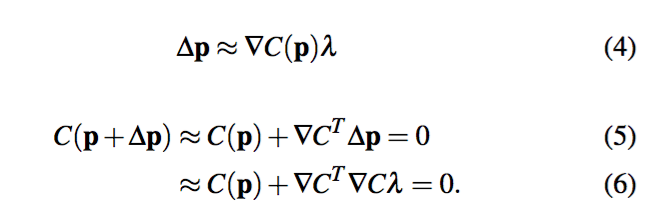 Δp ≈ ∇C(p)λ (4)
C(p+Δp) ≈ C(p)+∇C^T Δp = 0 (5)
≈ C(p)+∇C^T ∇Cλ = 0. (6)